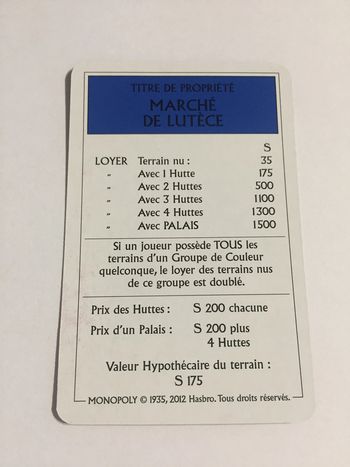 TITRE DE PROPRIÉTÉ
MARCHÉ
DE LUTÈCE
S
LOYER Terrain nu : 35
" Avec 1 Hutte 175
" Avec 2 Huttes 500
" Avec 3 Huttes 1100
" Avec 4 Huttes 1300
" Avec PALAIS 1500
Si un joueur possède TOUS les
terrains d'un Groupe de Couleur
quelconque, le loyer des terrains nus
de ce groupe est doublé.
Prix des Huttes : S 200 chacune
Prix d'un Palais : S 200 plus
4 Huttes
Valeur Hypothécaire du terrain :
S 175
MONOPOLY © 1935, 2012 Hasbro. Tous droits réservés.